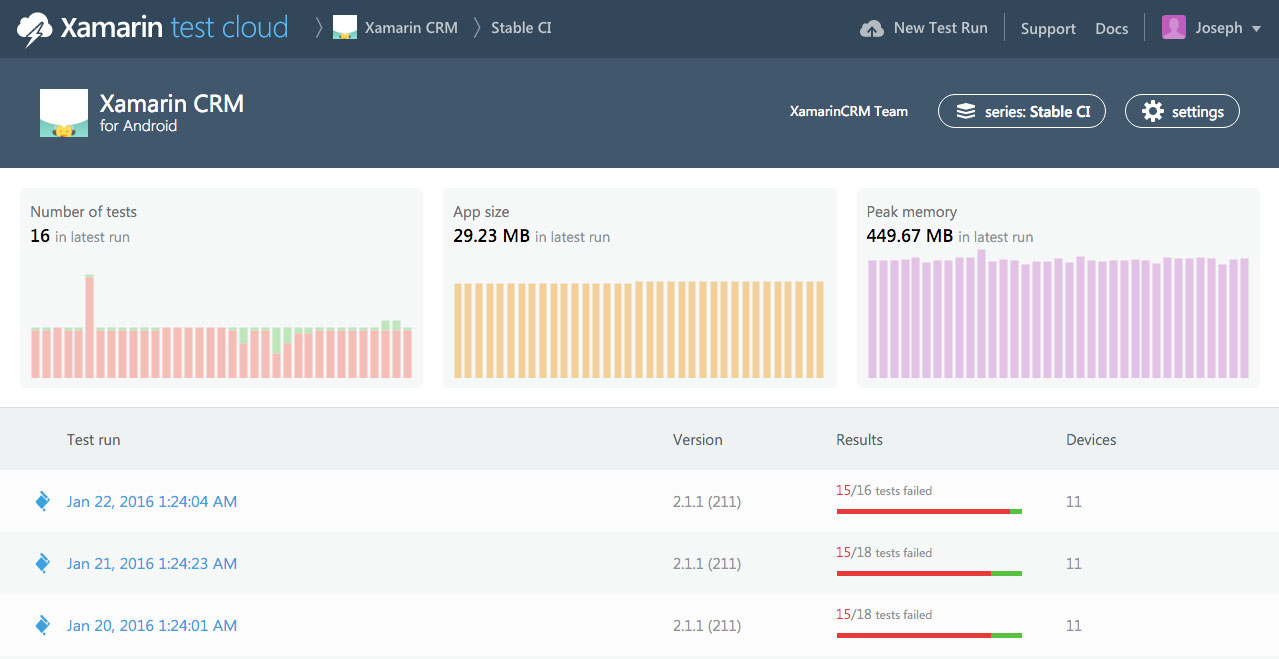 Xamarin test cloud 〉 Xamarin CRM 〉 Stable CI New Test Run Support Docs Joseph
Xamarin CRM
for Android
XamarinCRM Team series: Stable CI settings
Number of tests
16 in latest run
App size
29.23 MB in latest run
Peak memory
449.67 MB in latest run
Test run Version Results Devices
Jan 22, 2016 1:24:04 AM 2.1.1 (211) 15/16 tests failed 11
Jan 21, 2016 1:24:23 AM 2.1.1 (211) 15/18 tests failed 11
Jan 20, 2016 1:24:01 AM 2.1.1 (211) 15/18 tests failed 11